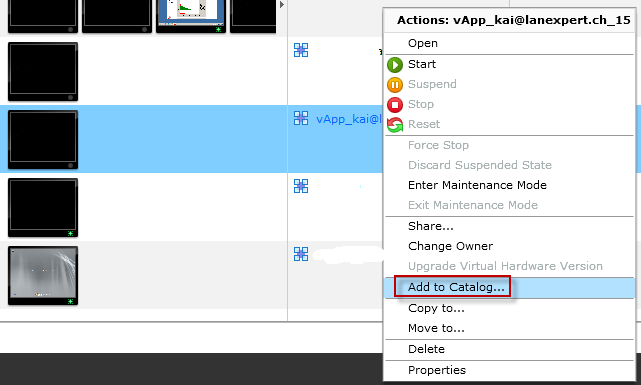 Actions: vApp_kai@lanexpert.ch_15
Open
Start
Suspend
Stop
Reset
vApp_kai@l
Force Stop
Discard Suspended State
Enter Maintenance Mode
Exit Maintenance Mode
Share...
Change Owner
Upgrade Virtual Hardware Version
Add to Catalog...
Copy to...
Move to...
Delete
Properties